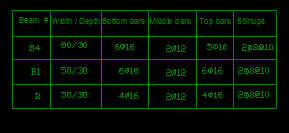 Beam # Width / Depth Bottom bars Middle bars Top bars Stirrups
B4 60/30 6Ø16 2Ø12 5Ø16 2Ø8@10
B1 50/30 6Ø16 2Ø12 6Ø16 2Ø8@10
B 30/30 4Ø16 2Ø12 4Ø16 2Ø8@10